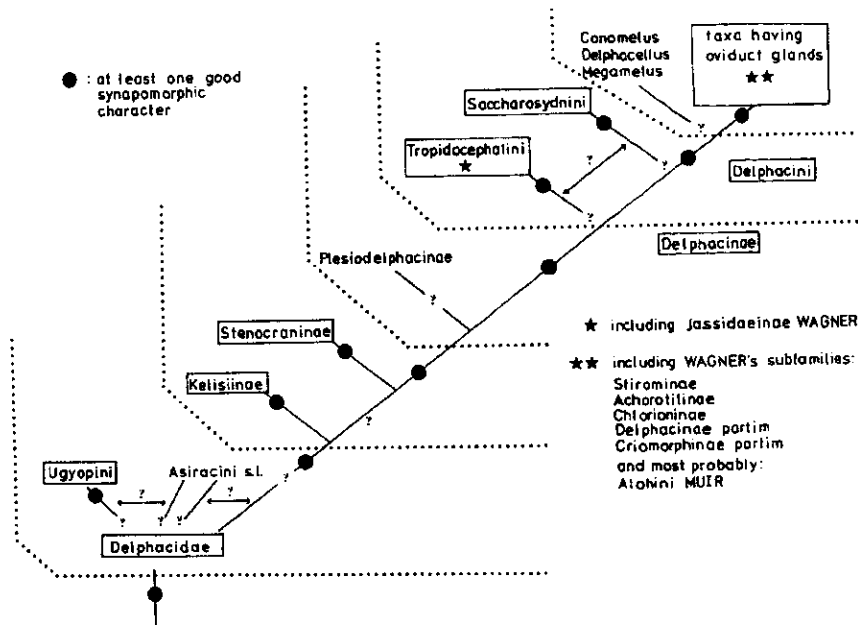 ● : at least one good
synapomorphic
character
Canomelus
Delphacellus
Megamelus
taxa having
oviduct glands
★★
?
Saccharosydnini
Tropidocephalini
★
?
?
?
Delphacini
Delphacinae
Plesiodelphacinae
?
Stenocraninae
Kelisiinae
?
★ including Jassidaeinae WAGNER
★★ including WAGNER's subfamilies:
Stirominae
Achorotilinae
Chlorioninae
Delphacinae partim
Criomorphinae partim
and most probably:
Alohini MUIR
Ugyopini
Asiracini s.l.
?
?
?
?
?
?
Delphacidae